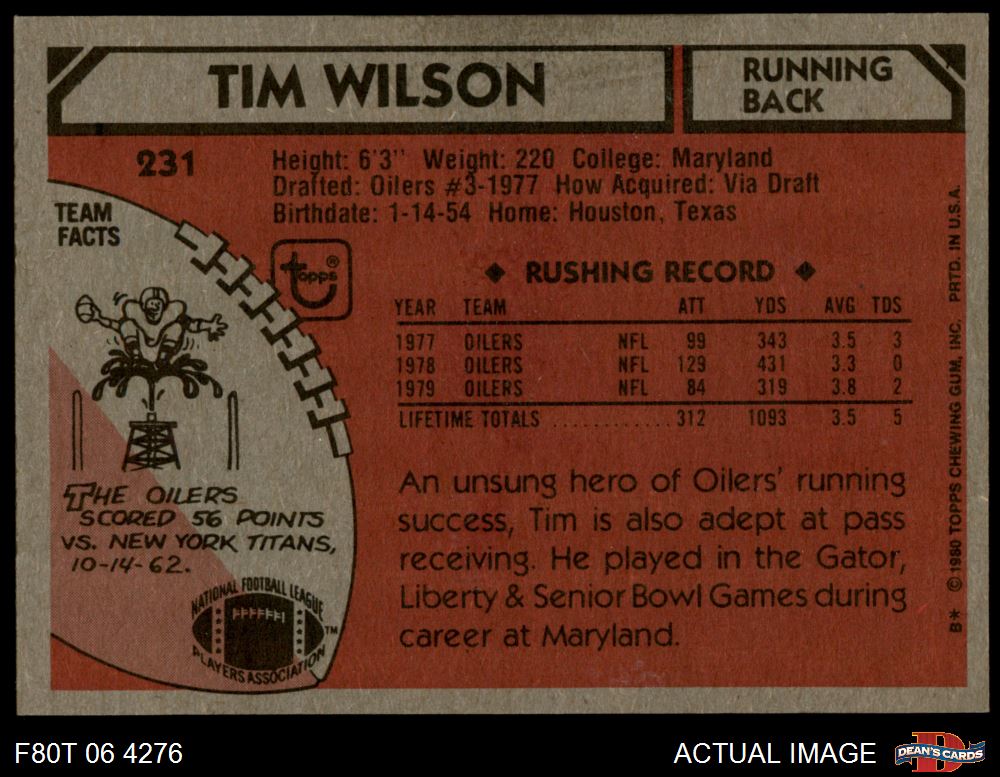 TIM WILSON
RUNNING
BACK
231
Height: 6'3" Weight: 220 College: Maryland
Drafted: Oilers #3-1977 How Acquired: Via Draft
Birthdate: 1-14-54 Home: Houston, Texas
TEAM
FACTS
topps®
◆ RUSHING RECORD ◆
YEAR TEAM ATT YDS AVG TDS
1977 OILERS NFL 99 343 3.5 3
1978 OILERS NFL 129 431 3.3 0
1979 OILERS NFL 84 319 3.8 2
LIFETIME TOTALS ............ 312 1093 3.5 5
THE OILERS
SCORED 56 POINTS
VS. NEW YORK TITANS,
10-14-62.
An unsung hero of Oilers' running
success, Tim is also adept at pass
receiving. He played in the Gator,
Liberty & Senior Bowl Games during
career at Maryland.
NATIONAL FOOTBALL LEAGUE
PLAYERS ASSOCIATION
TM
B* © 1980 TOPPS CHEWING GUM, INC. PRTD. IN U.S.A.
F80T 06 4276
ACTUAL IMAGE
D
DEAN'S CARDS